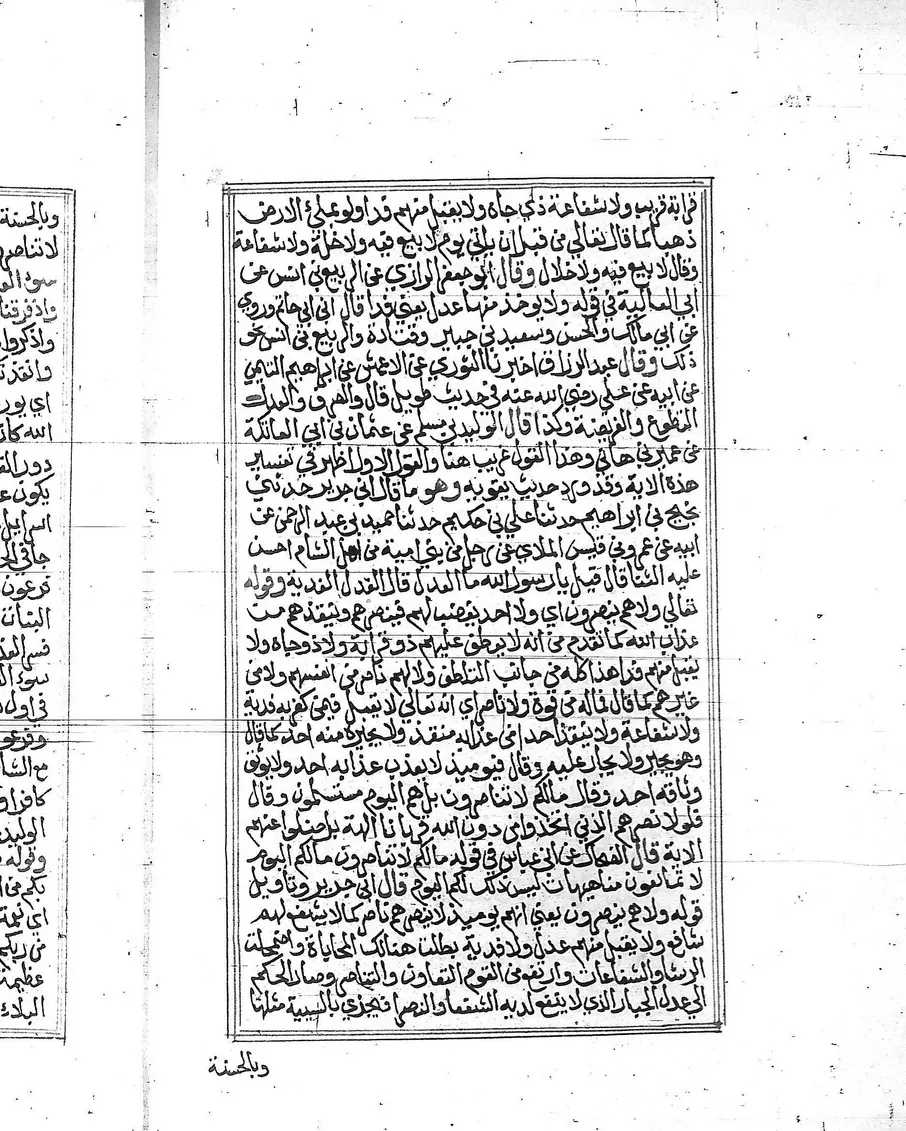 قرابة قريب ولا شفاعة ذي جاه ولا يقبل منهم فدا ولو بملئ الارض
ذهبا كما قال تعالي من قبل ان ياتي يوم لا بيع فيه ولا خلة ولا شفاعة
وقال لا بيع فيه ولا خلال وقال ابو جعفر الرازي عن الربيع بن انس عن
ابي العالية في قوله ولا يوخذ منها عدل يعني فدا قال ابن ابي حاتم وروي
عن ابي مالك والحسن وسعيد بن جبير وقتادة والربيع بن انس نحو
ذلك وقال عبد الرزاق اخبرنا الثوري عن الاعمش عن ابراهيم التيمي
عن ابيه عن علي رضي الله عنه في حديث طويل قال والصرف والعدل
التطوع والفريضة وكذا قال الوليد بن مسلم عن عثمان بن ابي العاتكة
عن عمير بن هاني وهذا القول غريب هنا والقول الاول اظهر في تفسير
هذه الاية وقد ورد حديث يقويه وهو ما قال ابن جرير حدثني
نجيح بن ابراهيم حدثنا علي بن حكيم حدثنا حميد بن عبد الرحمن عن
ابيه عن عمرو بن قيس الملاي عن رجل من بني امية من اهل الشام احسن
عليه الثنا قال قيل يا رسول الله ما العدل قال العدل الفدية وقوله
تعالي ولا هم ينصرون اي ولا احد يغضب لهم فينصرهم وينقذهم من
عذاب الله كما تقدم من انه لا يعطف عليهم ذو قرابة ولا ذو جاه ولا
يقبل منهم فدا هذا كله من جانب التلطف ولا لهم ناصر من انفسهم ولا من
غيرهم كما قال فما له من قوة ولا ناصر اي انه تعالي لا يقبل فيمن كفر به فدية
ولا شفاعة ولا ينقذ احدا من عذابه منقذ ولا يجيره منه احد كما قال
وهو يجير ولا يجار عليه وقال فيوميذ لا يعذب عذابه احد ولا يوثق
وثاقه احد وقال ما لكم لا تناصرون بل هم اليوم مستسلمون وقال
فلولا نصرهم الذين اتخذوا من دون الله قربانا الهة بل ضلوا عنهم
الاية قال الضحاك عن ابن عباس في قوله ما لكم لا تناصرون ما لكم اليوم
لا تمانعون منا هيهات ليس ذلك لكم اليوم قال ابن جرير وتاويل
قوله ولا هم ينصرون يعني انهم يوميذ لا ينصرهم ناصر كما لا يشفع لهم
شافع ولا يقبل منهم عدل ولا فدية بطلت هنالك المحاباة واضمحلت
الرشا والشفاعات وارتفع من القوم التعاون والتناصر وصار الحكم
الي عدل الجبار الذي لا ينفع لديه الشفعا والنصرا فيجزي بالسيية مثلها
وبالحسنة